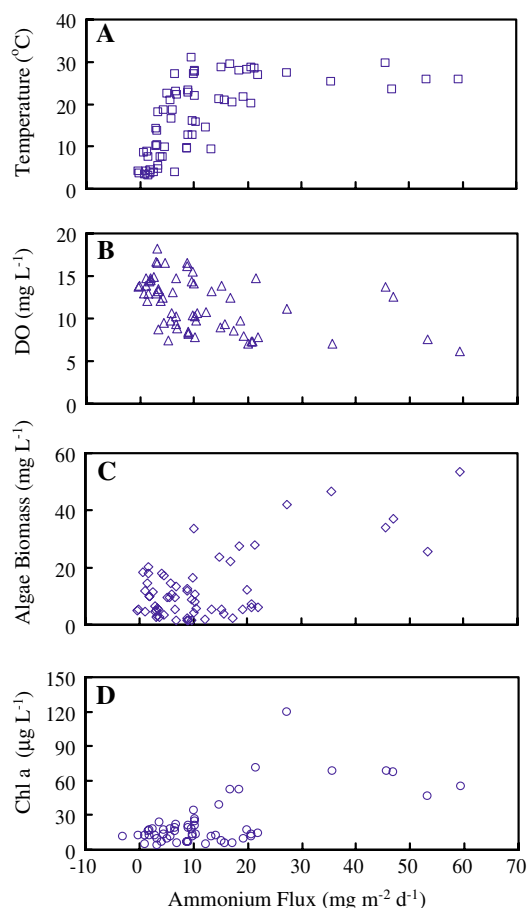 A
Temperature (°C)
40
30
20
10
0
B
DO (mg L-1)
20
15
10
5
0
C
Algae Biomass (mg L-1)
60
40
20
0
D
Chl a (µg L-1)
150
120
90
60
30
0
-10 0 10 20 30 40 50 60 70
Ammonium Flux (mg m-2 d-1)